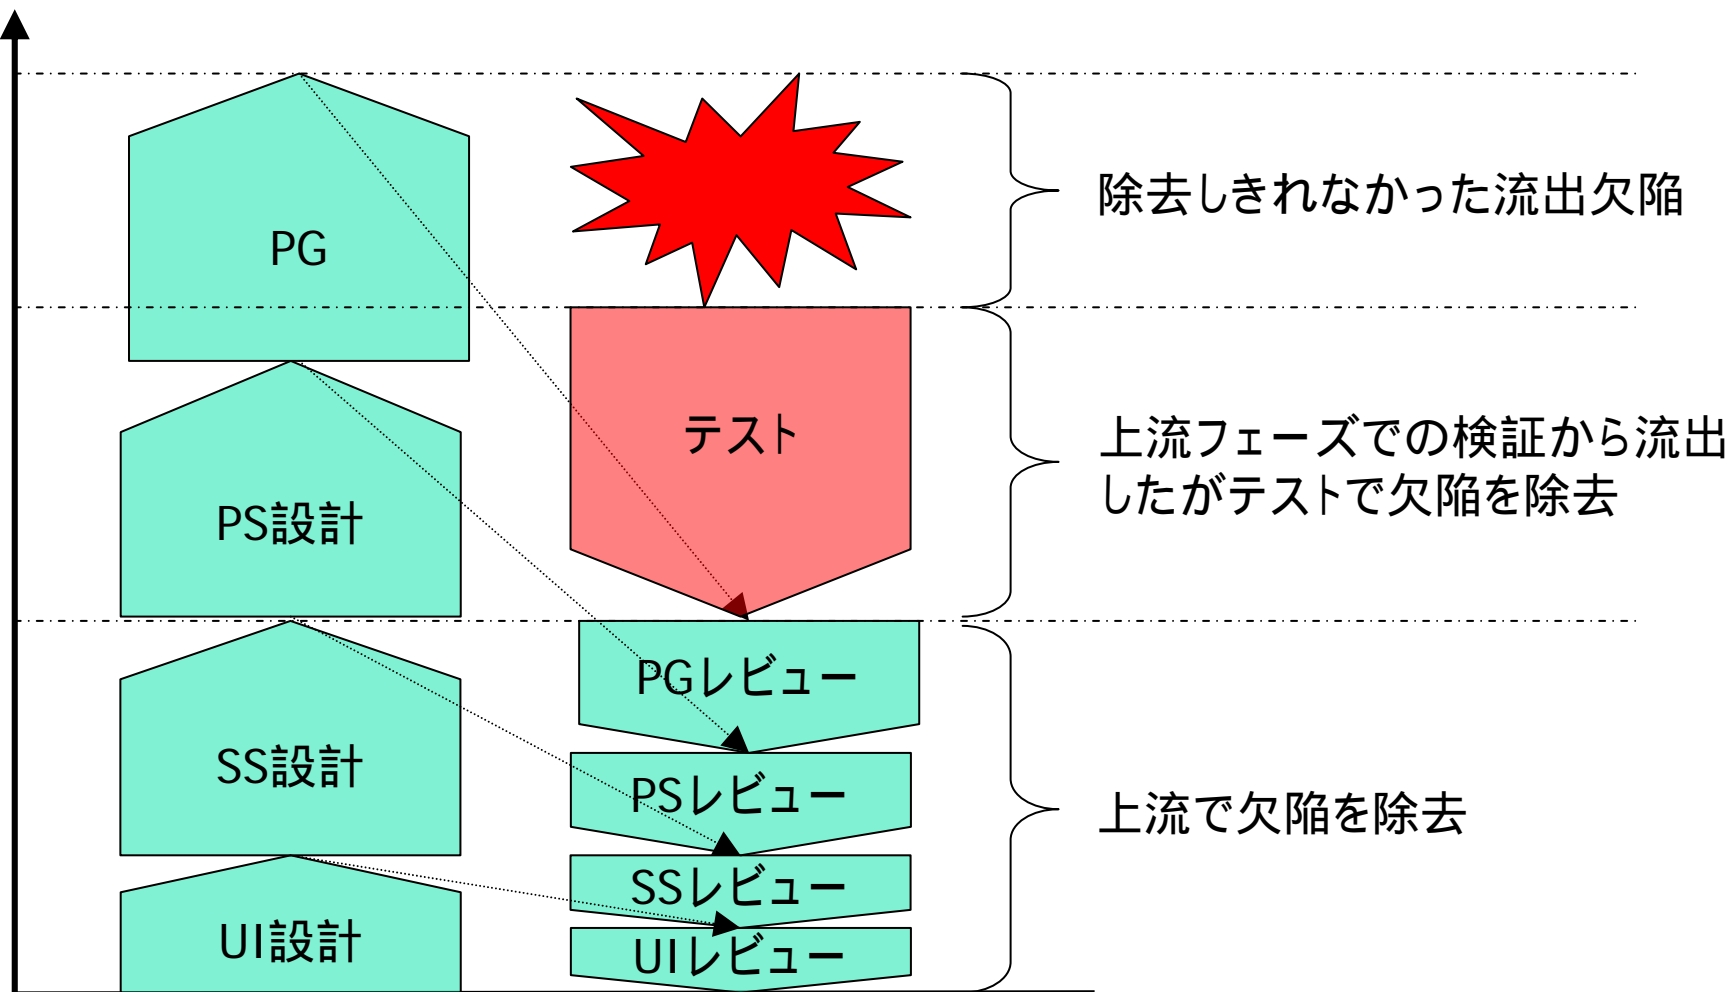 除去しきれなかった流出欠陥
PG
テスト
上流フェーズでの検証から流出
したがテストで欠陥を除去
PS設計
PGレビュー
SS設計
PSレビュー
上流で欠陥を除去
SSレビュー
UI設計
UIレビュー